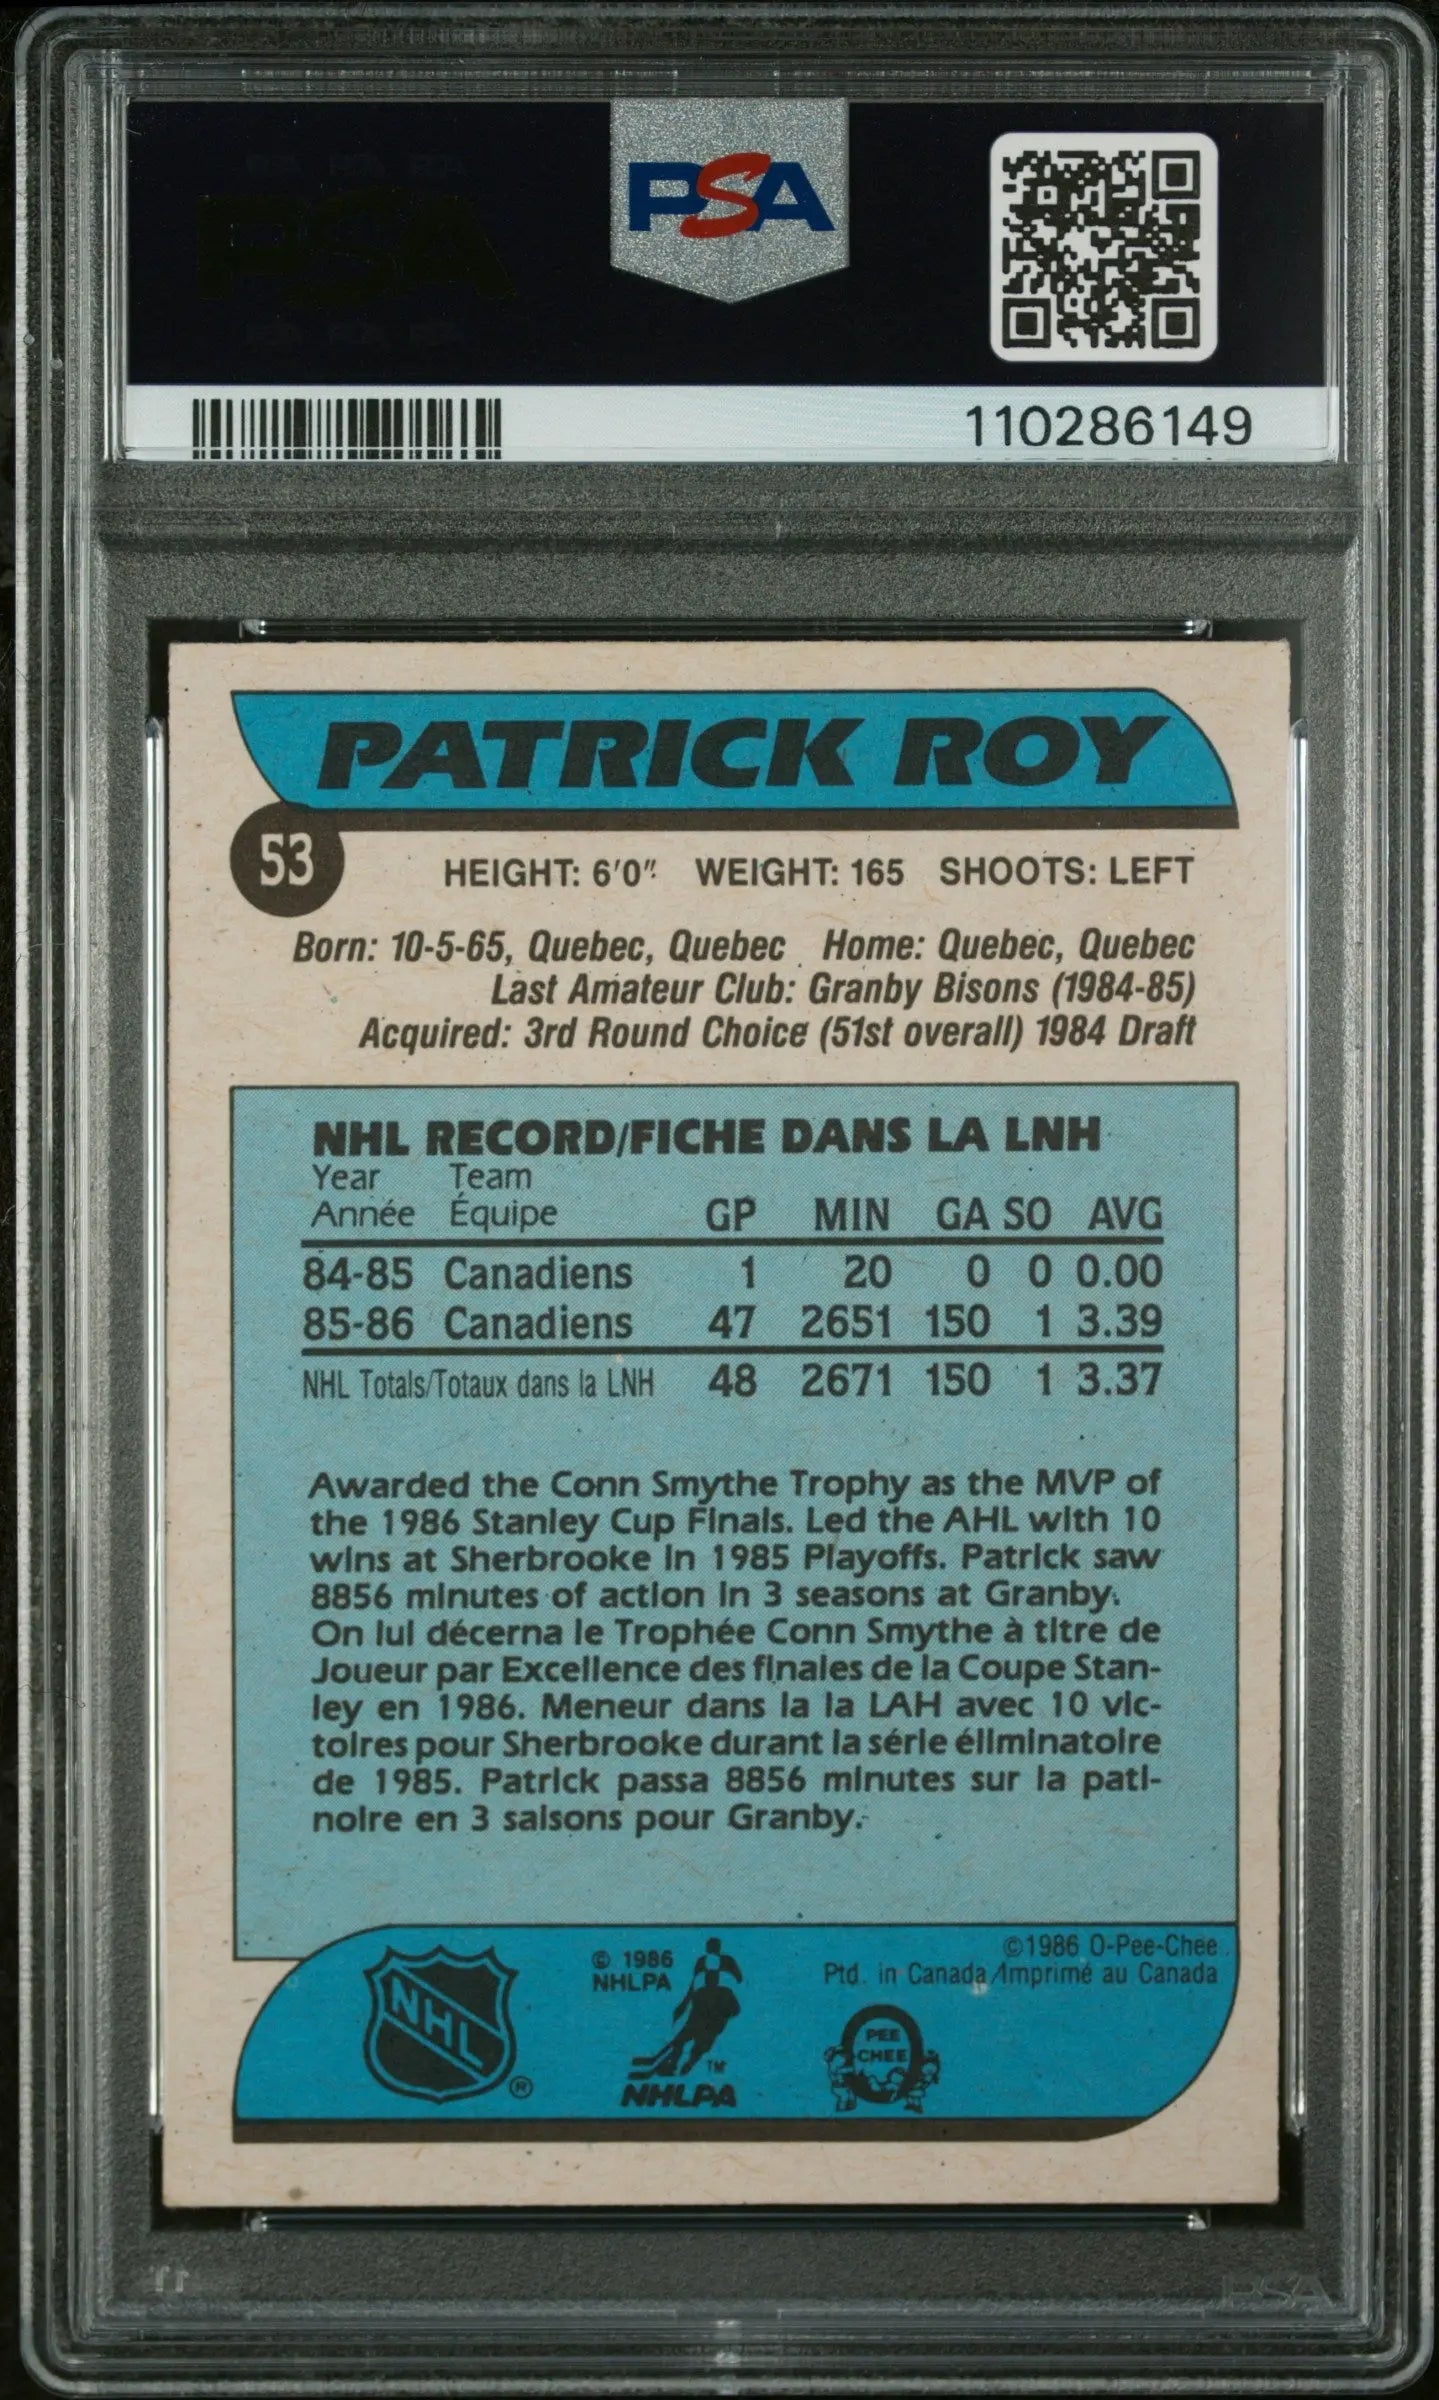 PSA
110286149
PATRICK ROY
53
HEIGHT: 6'0" WEIGHT: 165 SHOOTS: LEFT
Born: 10-5-65, Quebec, Quebec Home: Quebec, Quebec
Last Amateur Club: Granby Bisons (1984-85)
Acquired: 3rd Round Choice (51st overall) 1984 Draft
NHL RECORD/FICHE DANS LA LNH
Year Team
Année Équipe GP MIN GA SO AVG
84-85 Canadiens 1 20 0 0 0.00
85-86 Canadiens 47 2651 150 1 3.39
NHL Totals/Totaux dans la LNH 48 2671 150 1 3.37
Awarded the Conn Smythe Trophy as the MVP of
the 1986 Stanley Cup Finals. Led the AHL with 10
wins at Sherbrooke in 1985 Playoffs. Patrick saw
8856 minutes of action in 3 seasons at Granby.
On lui décerna le Trophée Conn Smythe à titre de
Joueur par Excellence des finales de la Coupe Stan-
ley en 1986. Meneur dans la la LAH avec 10 vic-
toires pour Sherbrooke durant la série éliminatoire
de 1985. Patrick passa 8856 minutes sur la pati-
noire en 3 saisons pour Granby.
©1986 O-Pee-Chee
Ptd. in Canada/Imprimé au Canada
© 1986
NHLPA
NHL ®
TM
NHLPA
PEE
CHEE
PSA